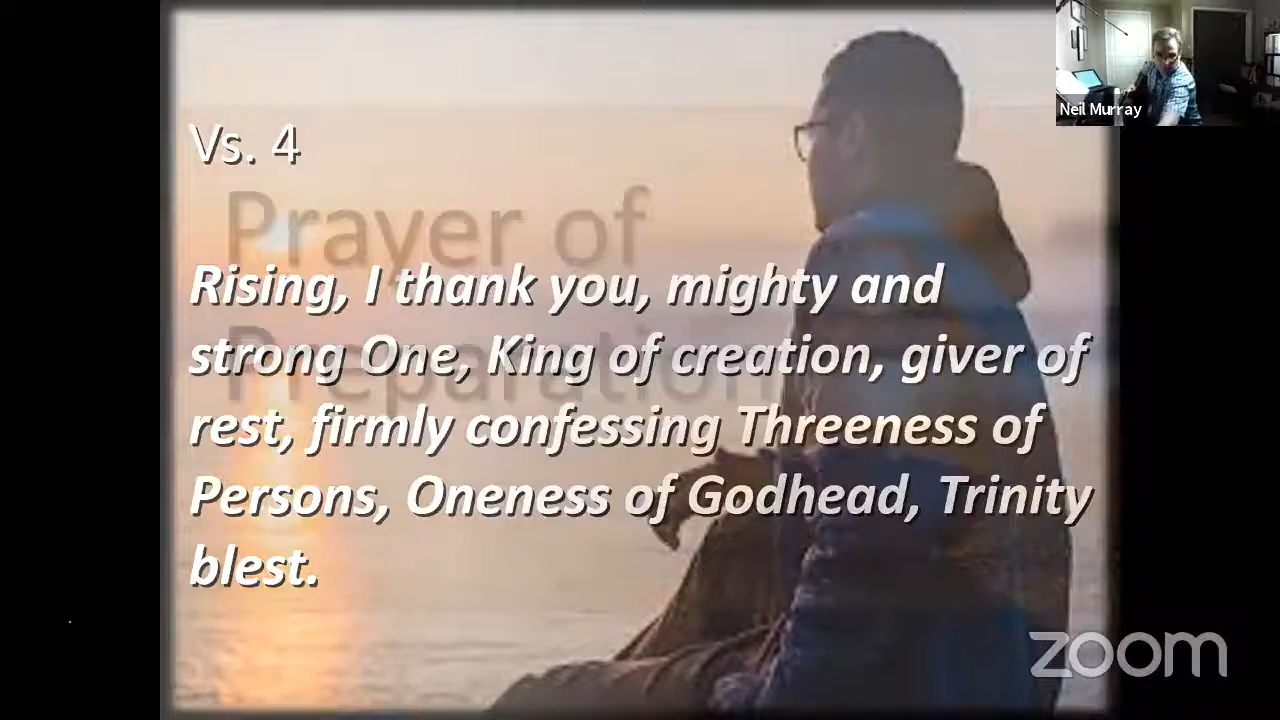 Neil Murray
Vs. 4
Prayer of
Rising, I thank you, mighty and
strong One, King of creation, giver of
Preparation
rest, firmly confessing Threeness of
Persons, Oneness of Godhead, Trinity
blest.
zoom